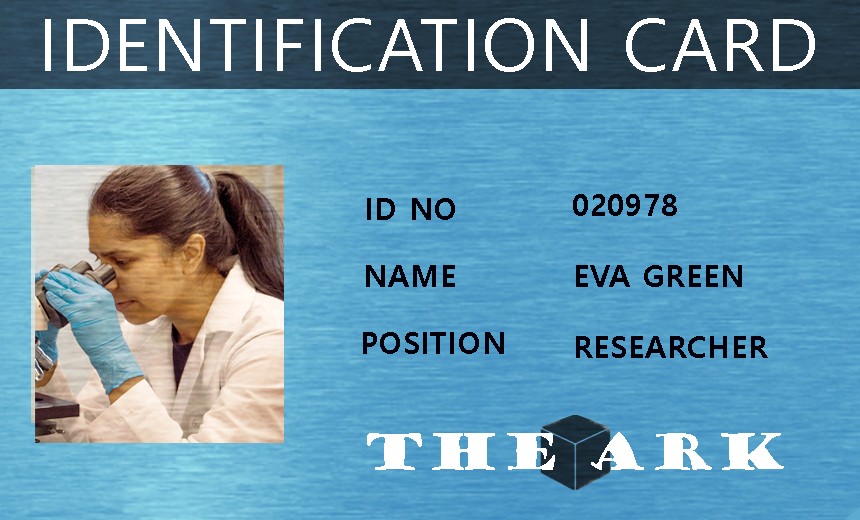 IDENTIFICATION CARD
ID NO 020978
NAME EVA GREEN
POSITION RESEARCHER
THE ARK